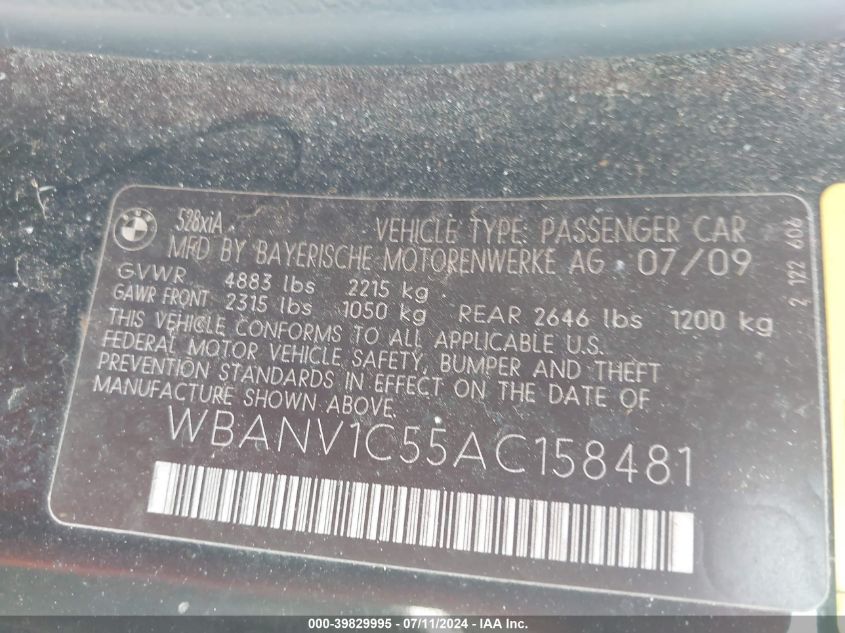 BMW
528xiA VEHICLE TYPE: PASSENGER CAR
MFD BY BAYERISCHE MOTORENWERKE AG 07/09
GVWR 4883 lbs 2215 kg
GAWR FRONT: 2315 lbs 1050 kg REAR 2646 lbs 1200 kg
THIS VEHICLE CONFORMS TO ALL APPLICABLE U.S.
FEDERAL MOTOR VEHICLE SAFETY, BUMPER AND THEFT
PREVENTION STANDARDS IN EFFECT ON THE DATE OF
MANUFACTURE SHOWN ABOVE.
WBANV1C55AC158481
2 122 606
000-39829995 - 07/11/2024 - IAA Inc.